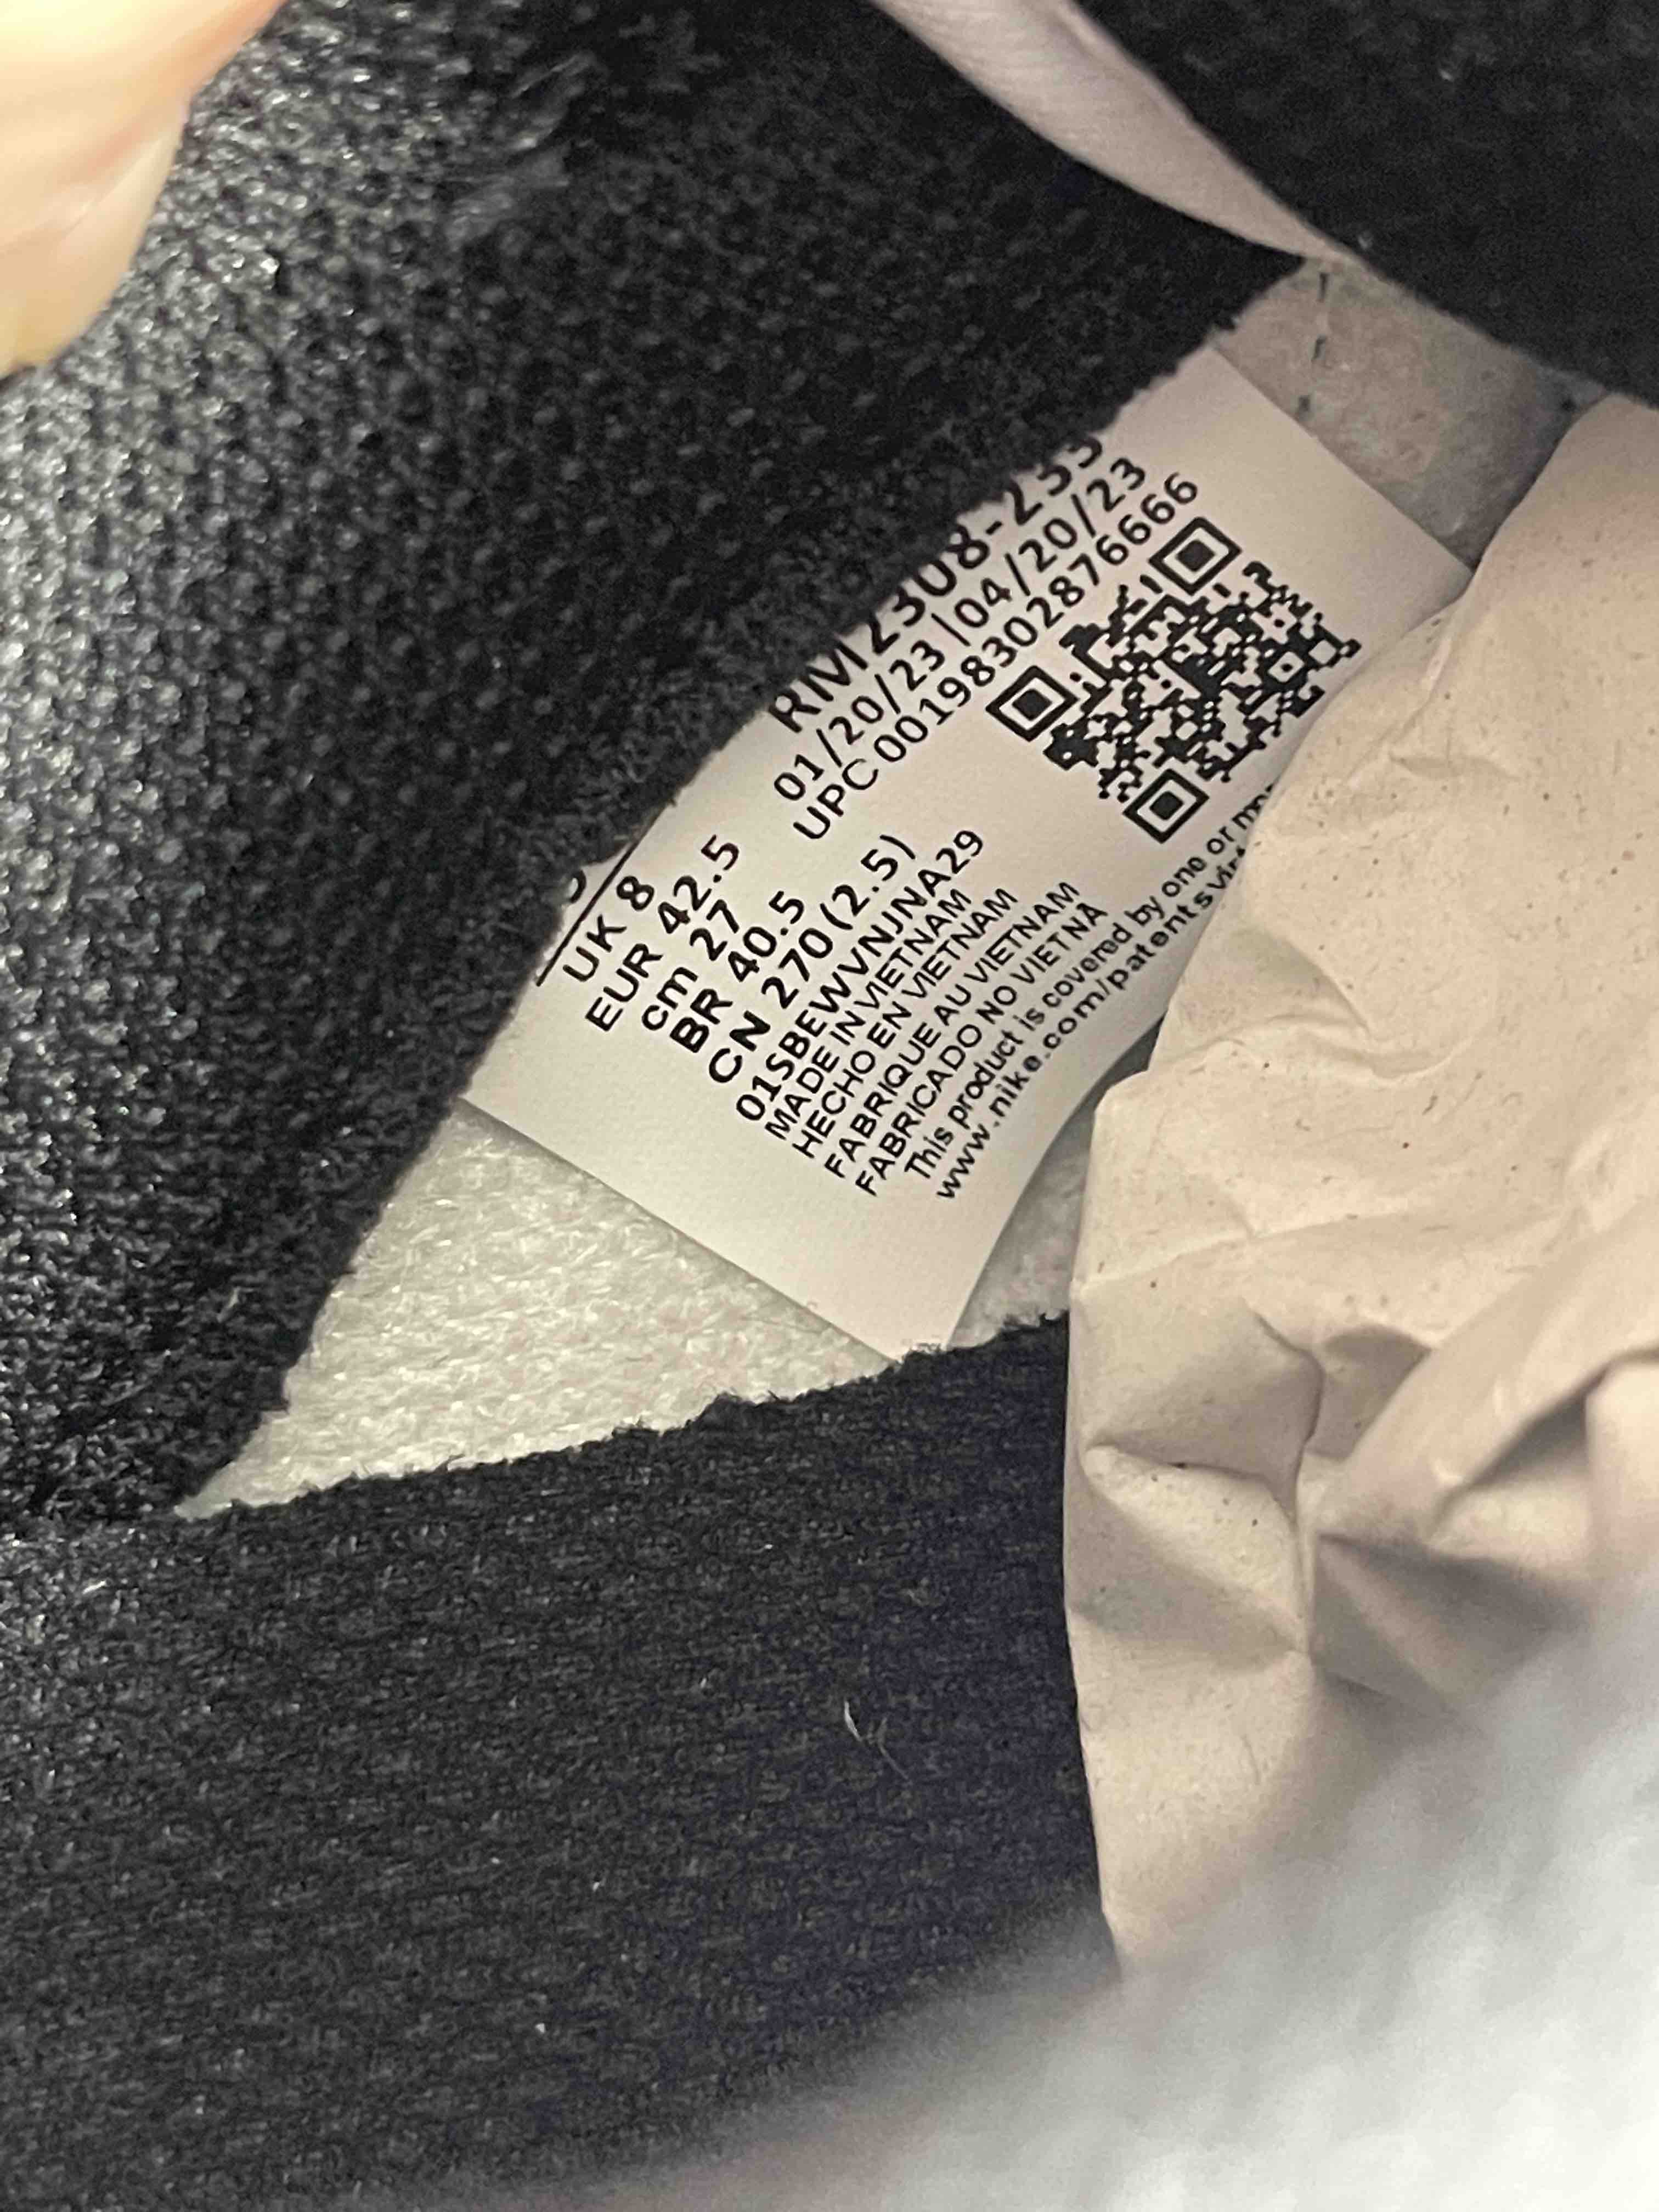 RM2308-233
01/20/23|04/20/23
UPC 00198302876666
UK 8
EUR 42.5
cm 27
BR 40.5
CN 270 (2.5)
01SBEWVNJNA29
MADE IN VIETNAM
HECHO EN VIETNAM
FABRIQUE AU VIETNAM
FABRICADO NO VIETNÃ
This product is covered by one or
www.nike.com/patents